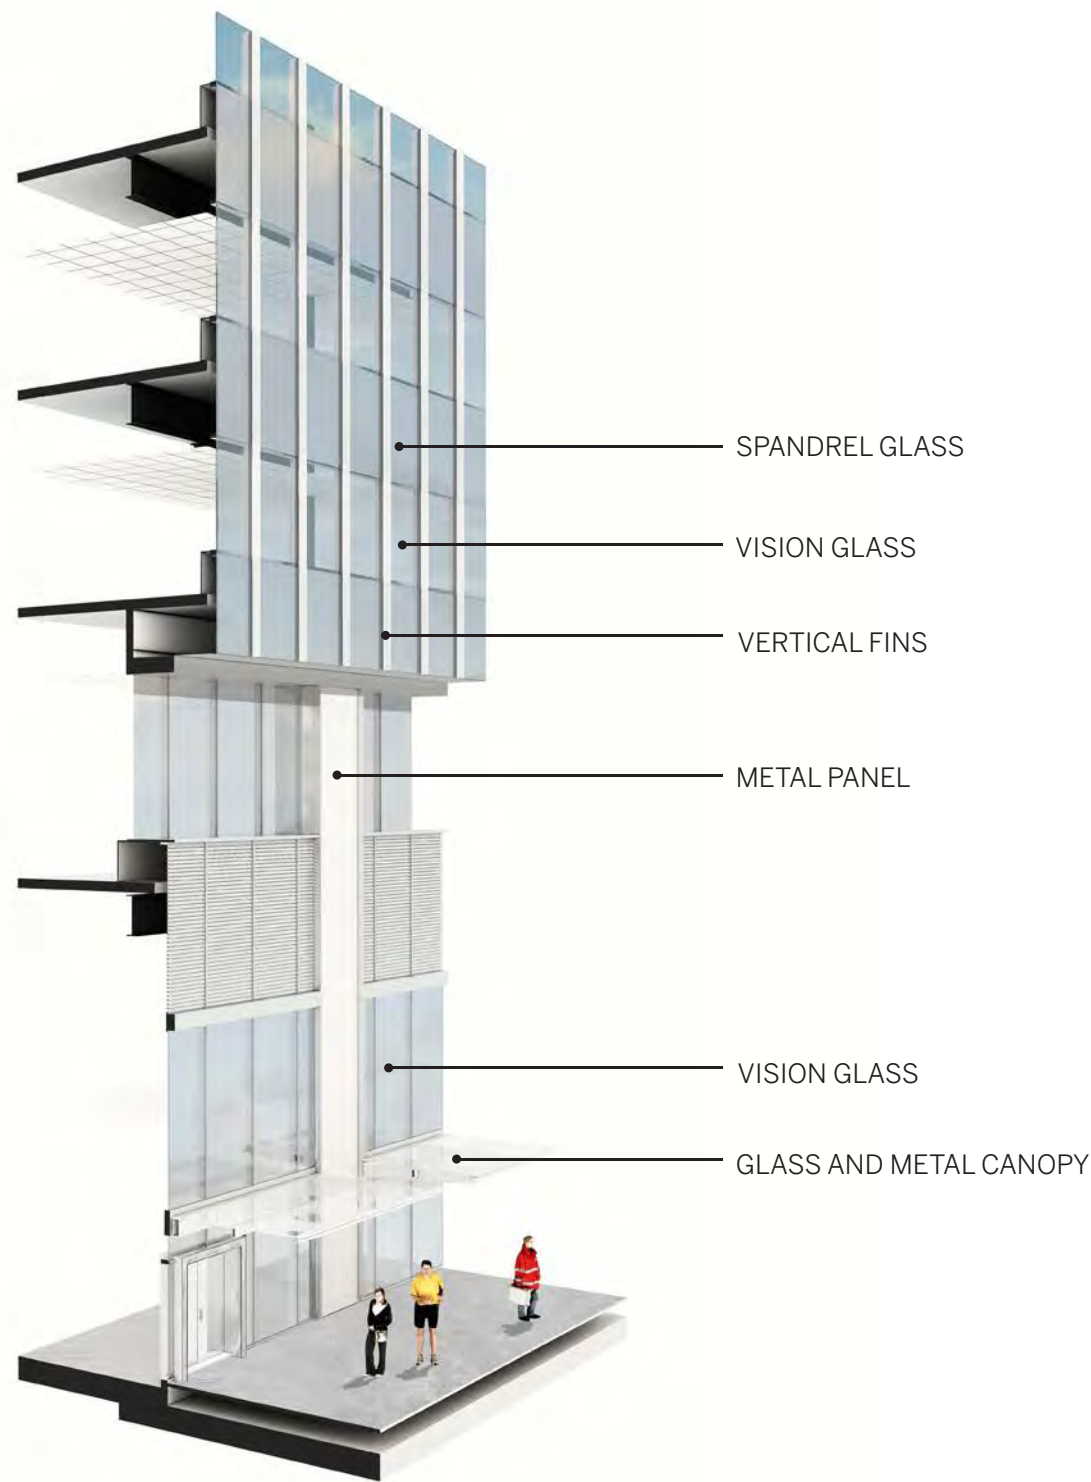 SPANDREL GLASS
VISION GLASS
VERTICAL FINS
METAL PANEL
VISION GLASS
GLASS AND METAL CANOPY